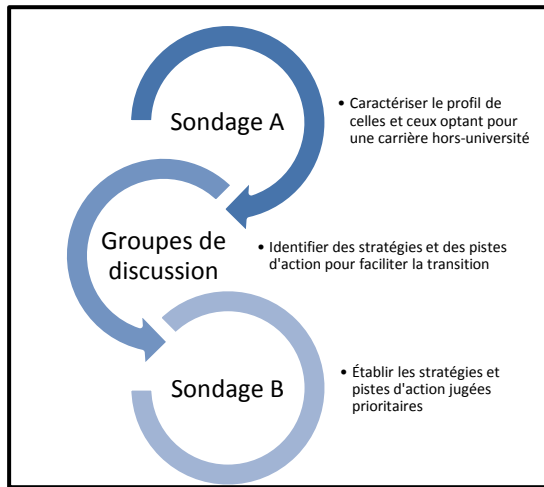 Sondage A
• Caractériser le profil de
celles et ceux optant pour
une carrière hors-université
Groupes de
discussion
• Identifier des stratégies et des pistes
d'action pour faciliter la transition
Sondage B
• Établir les stratégies et
pistes d'action jugées
prioritaires